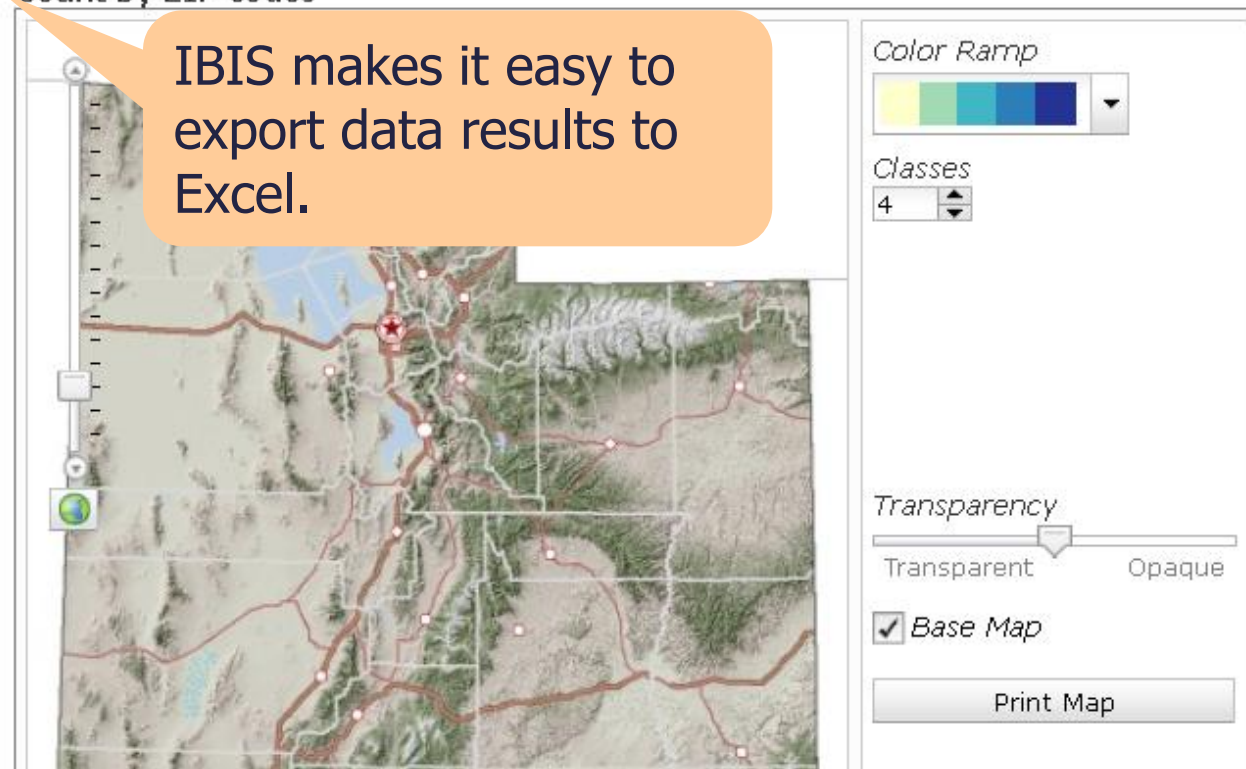 IBIS makes it easy to
export data results to
Excel.
Color Ramp
Classes
4
Transparency
Transparent Opaque
Base Map
Print Map